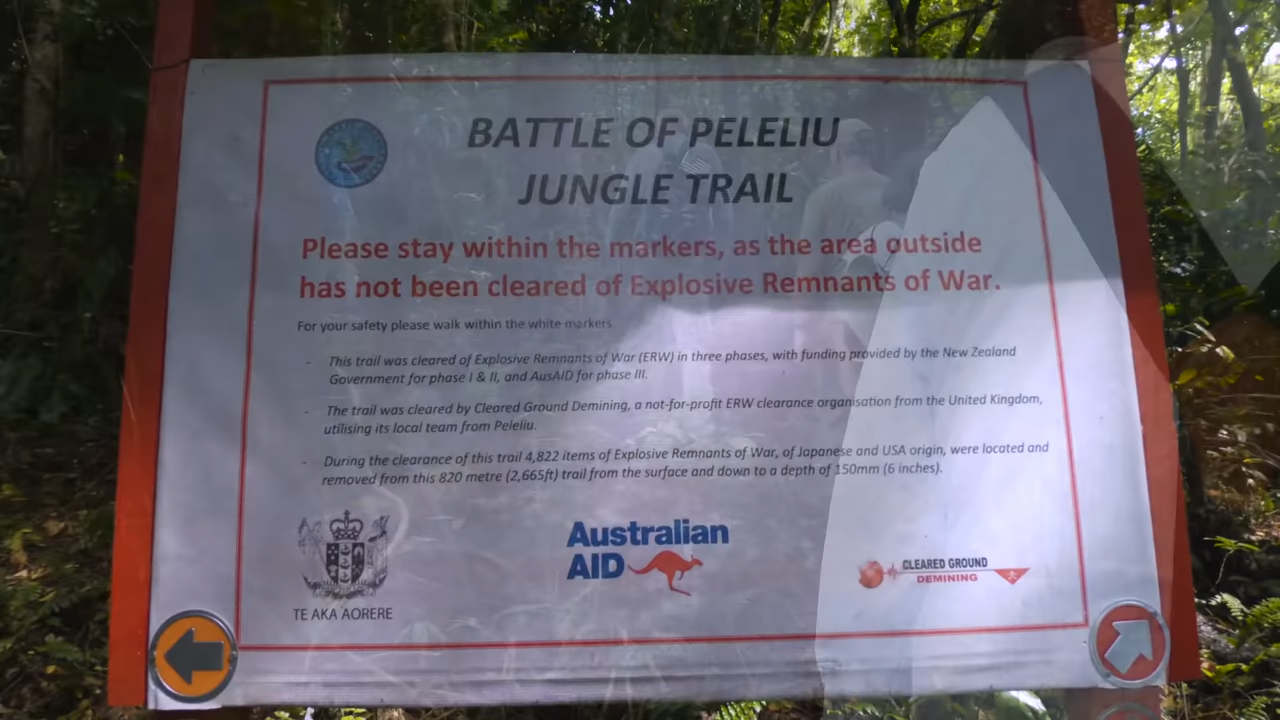 BATTLE OF PELELIU
JUNGLE TRAIL
Please stay within the markers, as the area outside
has not been cleared of Explosive Remnants of War.
For your safety please walk within the white markers.
- This trail was cleared of Explosive Remnants of War (ERW) in three phases, with funding provided by the New Zealand
Government for phase I & II, and AusAID for phase III.
- The trail was cleared by Cleared Ground Demining, a not-for-profit ERW clearance organisation from the United Kingdom,
utilising its local team from Peleliu.
- During the clearance of this trail 4,822 items of Explosive Remnants of War, of Japanese and USA origin, were located and
removed from this 820 metre (2,665ft) trail from the surface and down to a depth of 150mm (6 inches).
TE AKA AORERE
Australian
AID
CLEARED GROUND
DEMINING